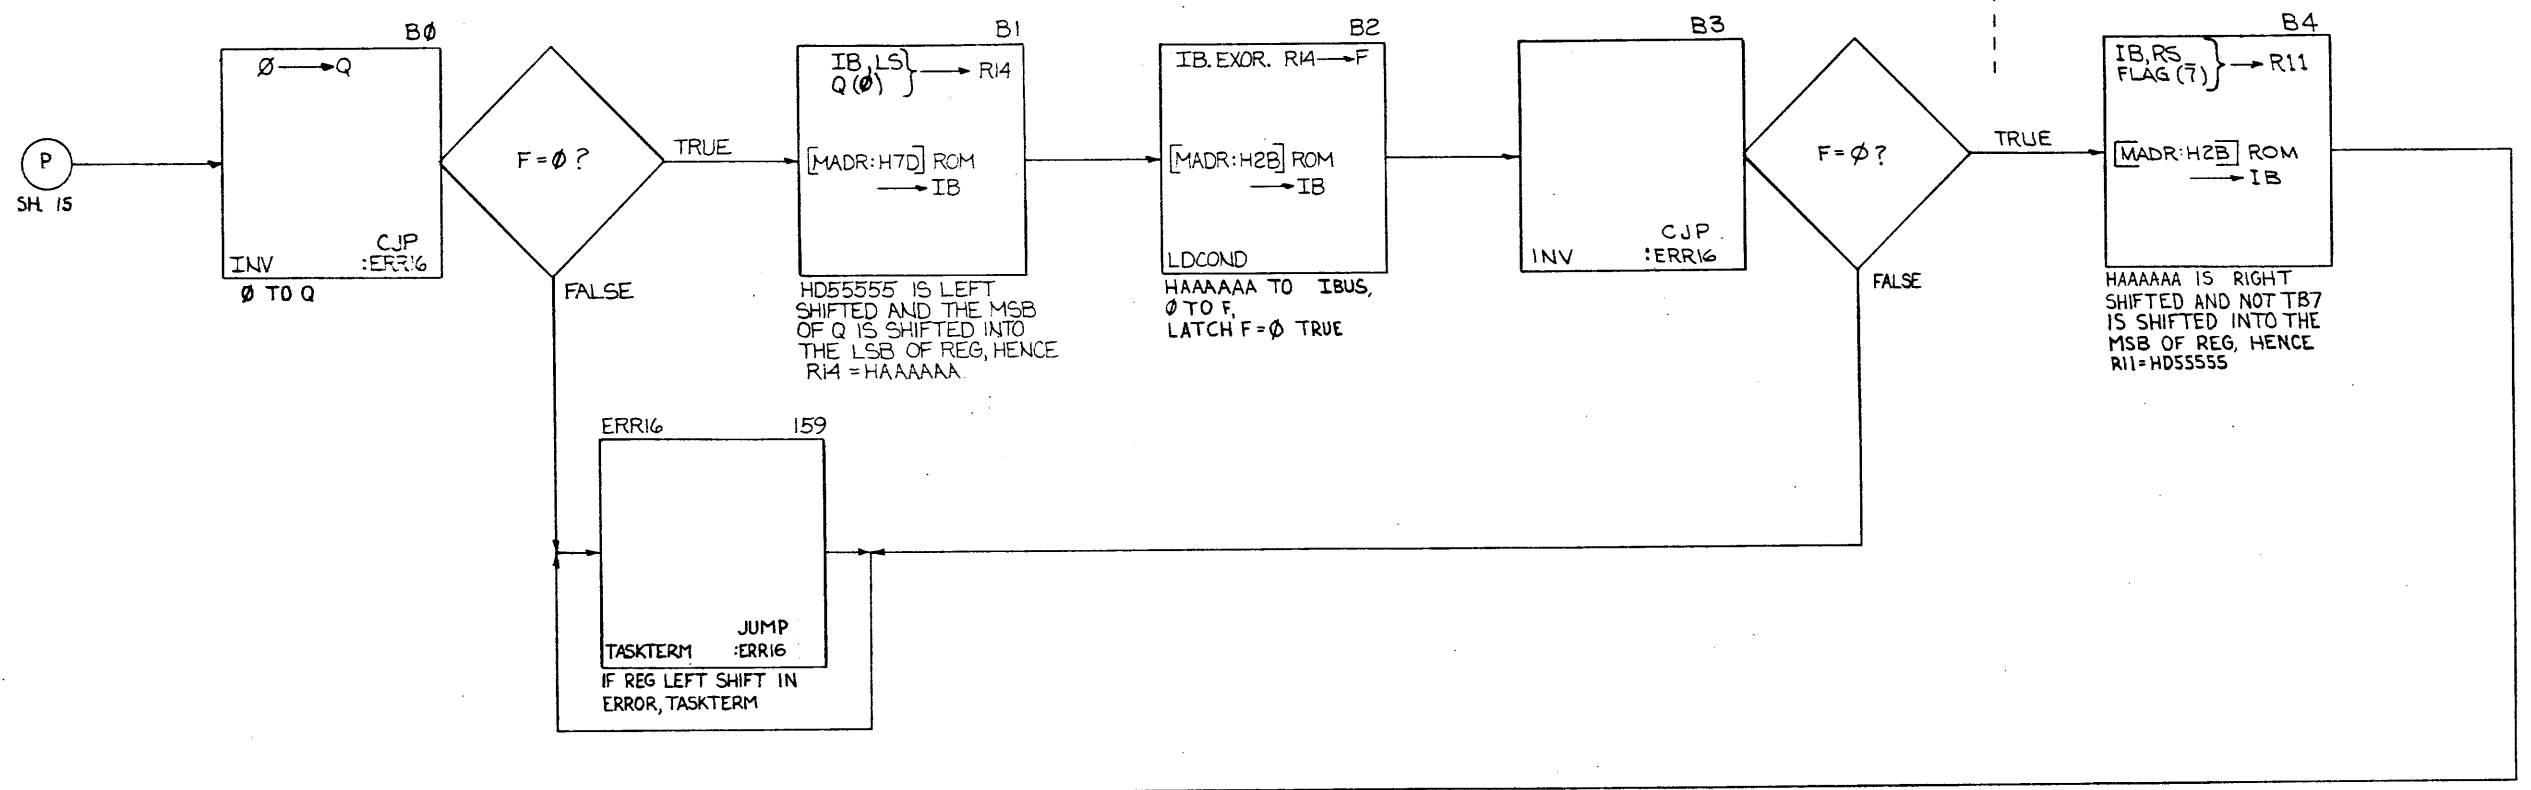 P
SH. 15
BØ
Ø → Q
INV
CJP
:ERR16
Ø TO Q
F=Ø?
TRUE
FALSE
B1
IB, LS
Q(Ø)
} → R14
[MADR:H7D] ROM
→ IB
HD55555 IS LEFT
SHIFTED AND THE MSB
OF Q IS SHIFTED INTO
THE LSB OF REG, HENCE
R14 = HAAAAAA.
B2
IB.EXOR. R14 → F
[MADR:H2B] ROM
→ IB
LDCOND
HAAAAAA TO IBUS,
Ø TO F,
LATCH F=Ø TRUE
B3
INV
CJP
:ERR16
F=Ø?
TRUE
FALSE
B4
IB, RS
FLAG (7̅)
} → R11
[MADR:H2B] ROM
→ IB
HAAAAAA IS RIGHT
SHIFTED AND NOT TB7
IS SHIFTED INTO THE
MSB OF REG, HENCE
R11=HD55555
ERR16
159
JUMP
TASKTERM :ERR16
IF REG LEFT SHIFT IN
ERROR, TASKTERM